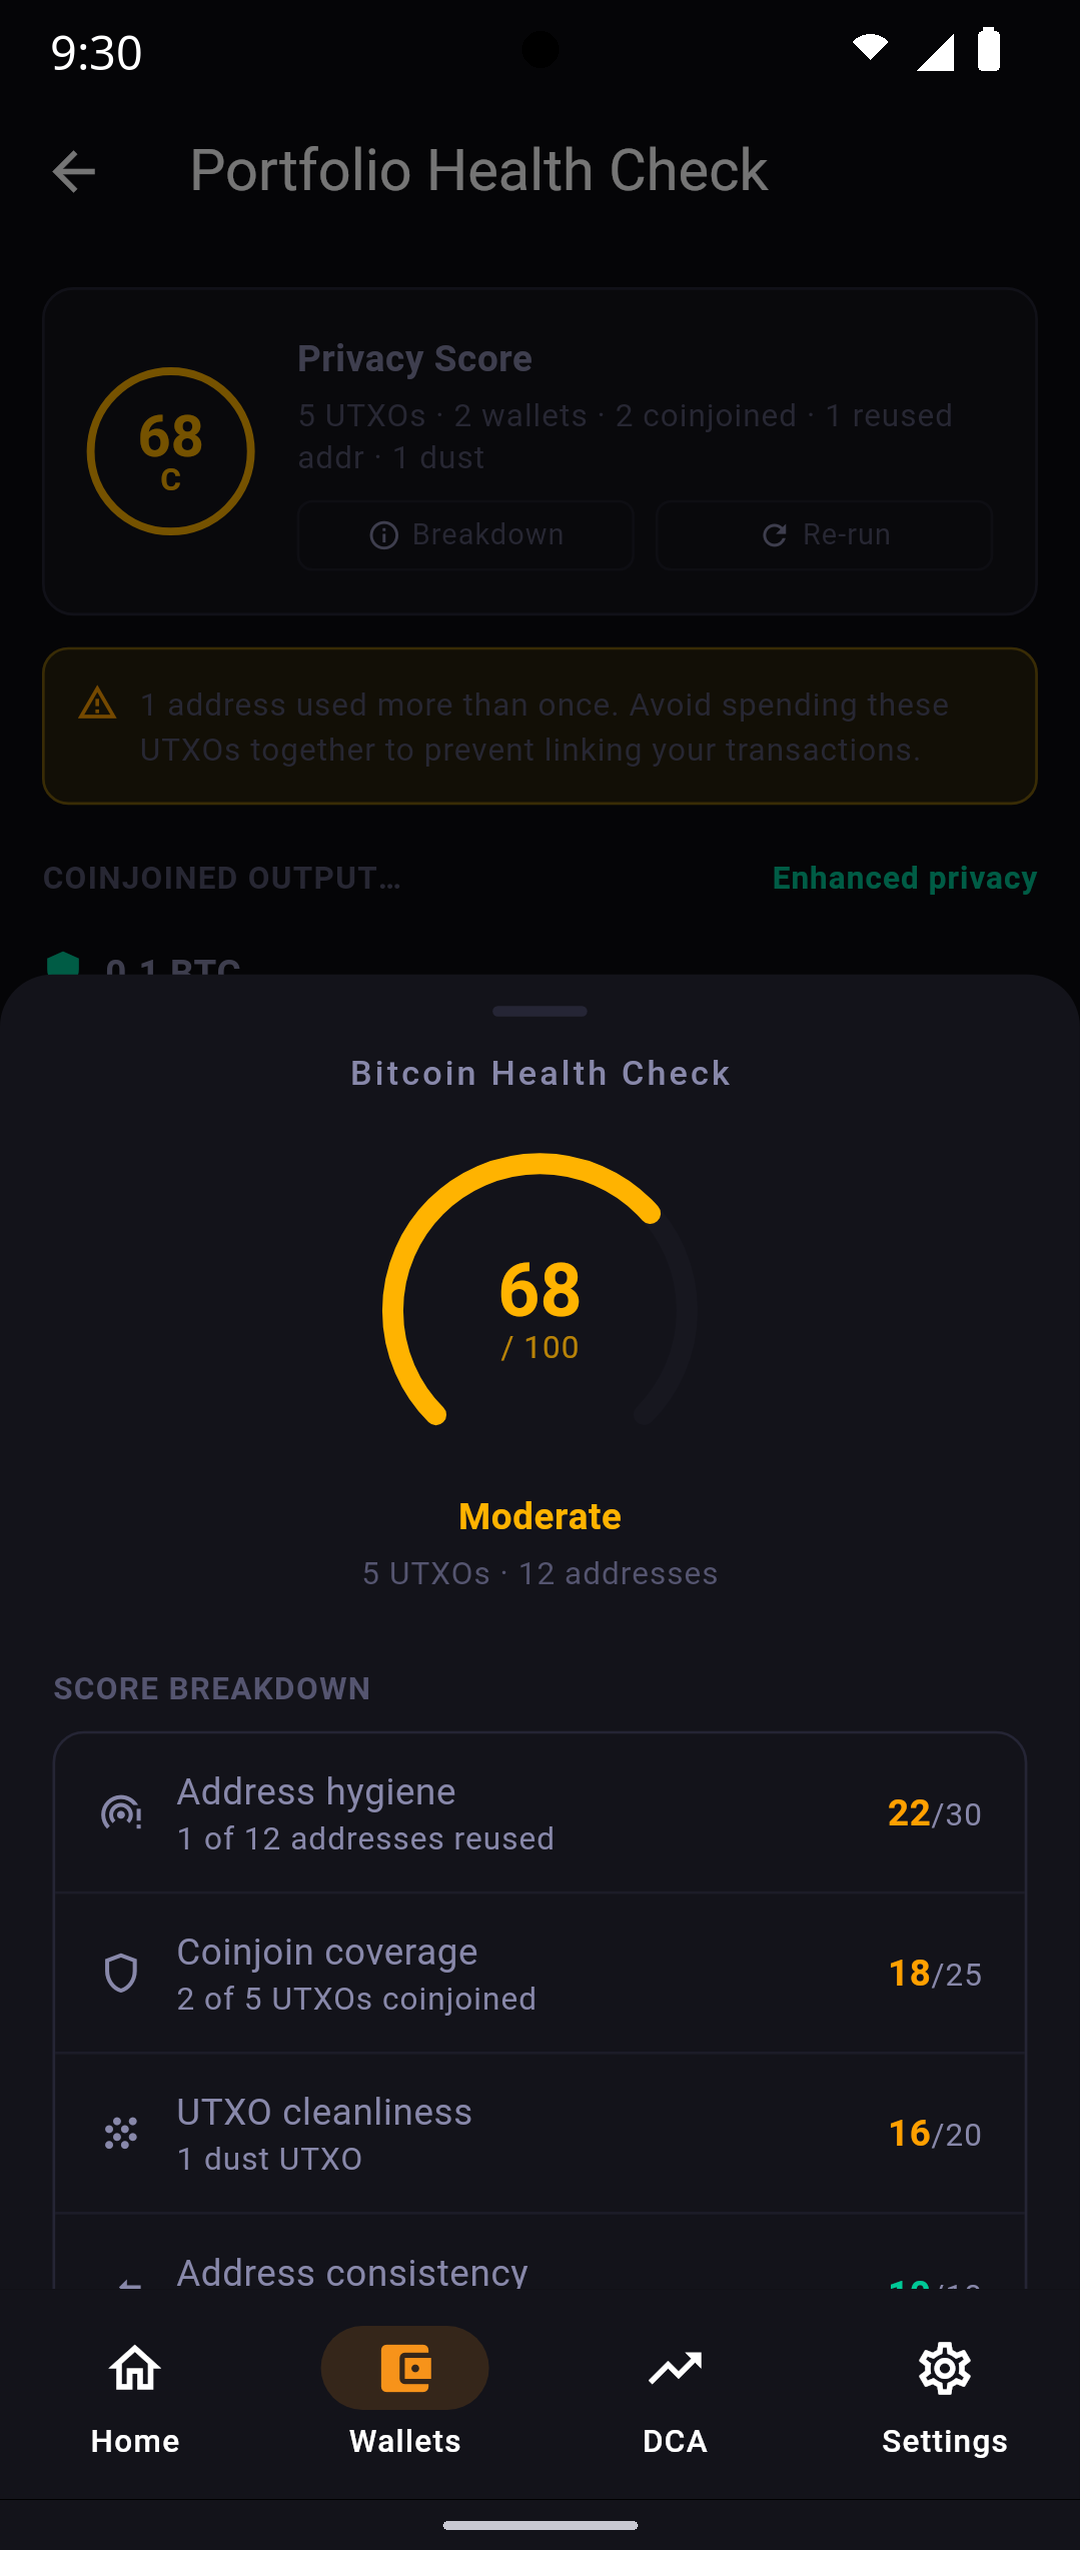 9:30
Portfolio Health Check
Privacy Score
68
C
5 UTXOs · 2 wallets · 2 coinjoined · 1 reused
addr · 1 dust
Breakdown
Re-run
1 address used more than once. Avoid spending these
UTXOs together to prevent linking your transactions.
COINJOINED OUTPUT…
Enhanced privacy
0.1 BTC
Bitcoin Health Check
68
/ 100
Moderate
5 UTXOs · 12 addresses
SCORE BREAKDOWN
Address hygiene
1 of 12 addresses reused
22/30
Coinjoin coverage
2 of 5 UTXOs coinjoined
18/25
UTXO cleanliness
1 dust UTXO
16/20
Address consistency
Home
Wallets
DCA
Settings